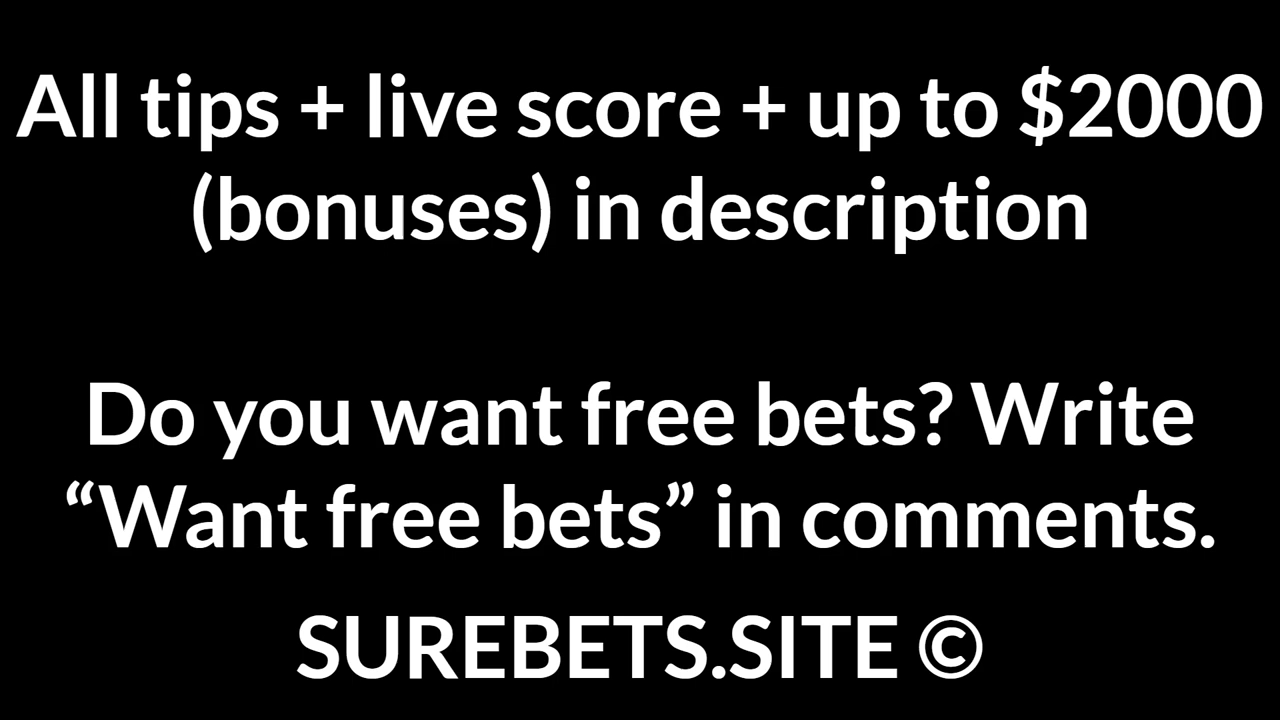 All tips + live score + up to $2000
(bonuses) in description
Do you want free bets? Write
“Want free bets” in comments.
SUREBETS.SITE ©